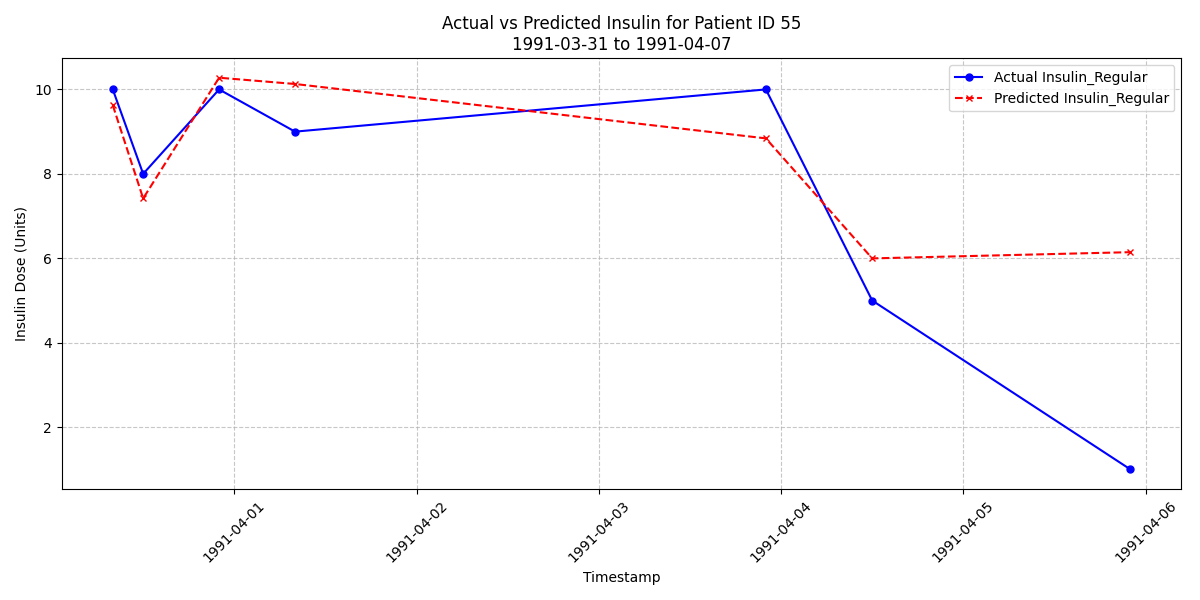 Actual vs Predicted Insulin for Patient ID 55
1991-03-31 to 1991-04-07
Actual Insulin_Regular
Predicted Insulin_Regular
Insulin Dose (Units)
10
8
6
4
2
1991-04-01
1991-04-02
1991-04-03
1991-04-04
1991-04-05
1991-04-06
Timestamp